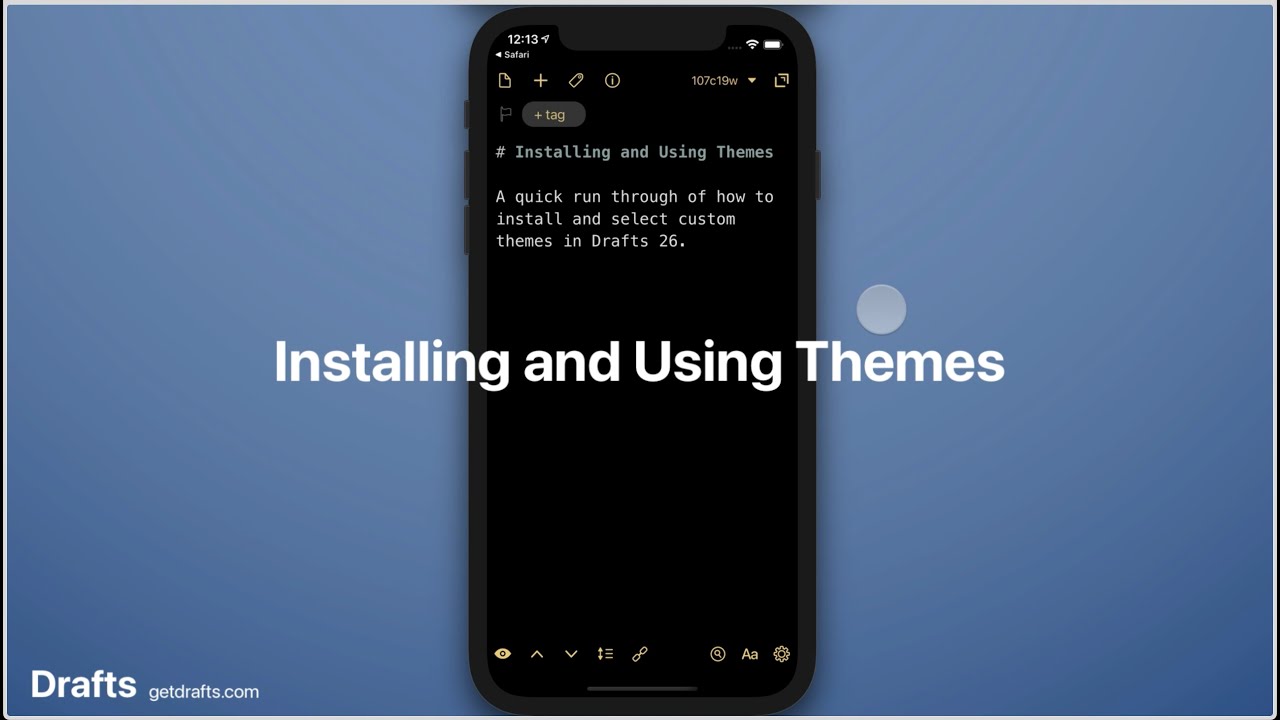 12:13
Safari
107c19w
+ tag
# Installing and Using Themes
A quick run through of how to
install and select custom
themes in Drafts 26.
Installing and Using Themes
Aa
Drafts getdrafts.com